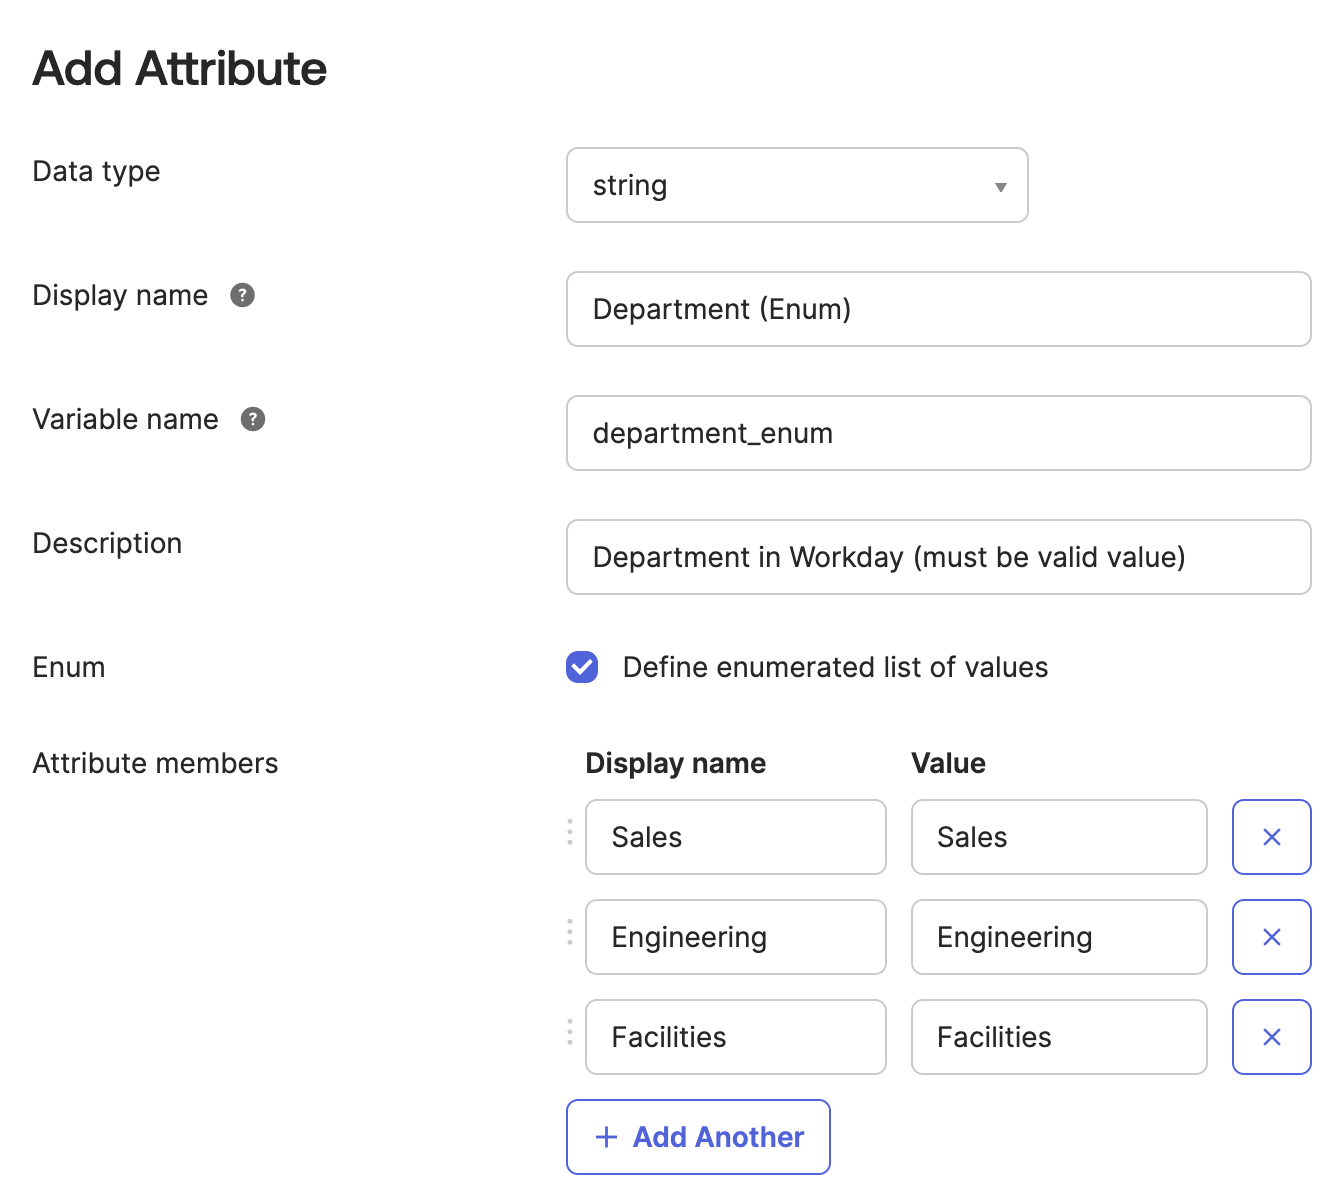 Add Attribute
Data type
string
Display name ?
Department (Enum)
Variable name ?
department_enum
Description
Department in Workday (must be valid value)
Enum
Define enumerated list of values
Attribute members
Display name Value
Sales Sales
Engineering Engineering
Facilities Facilities
+ Add Another